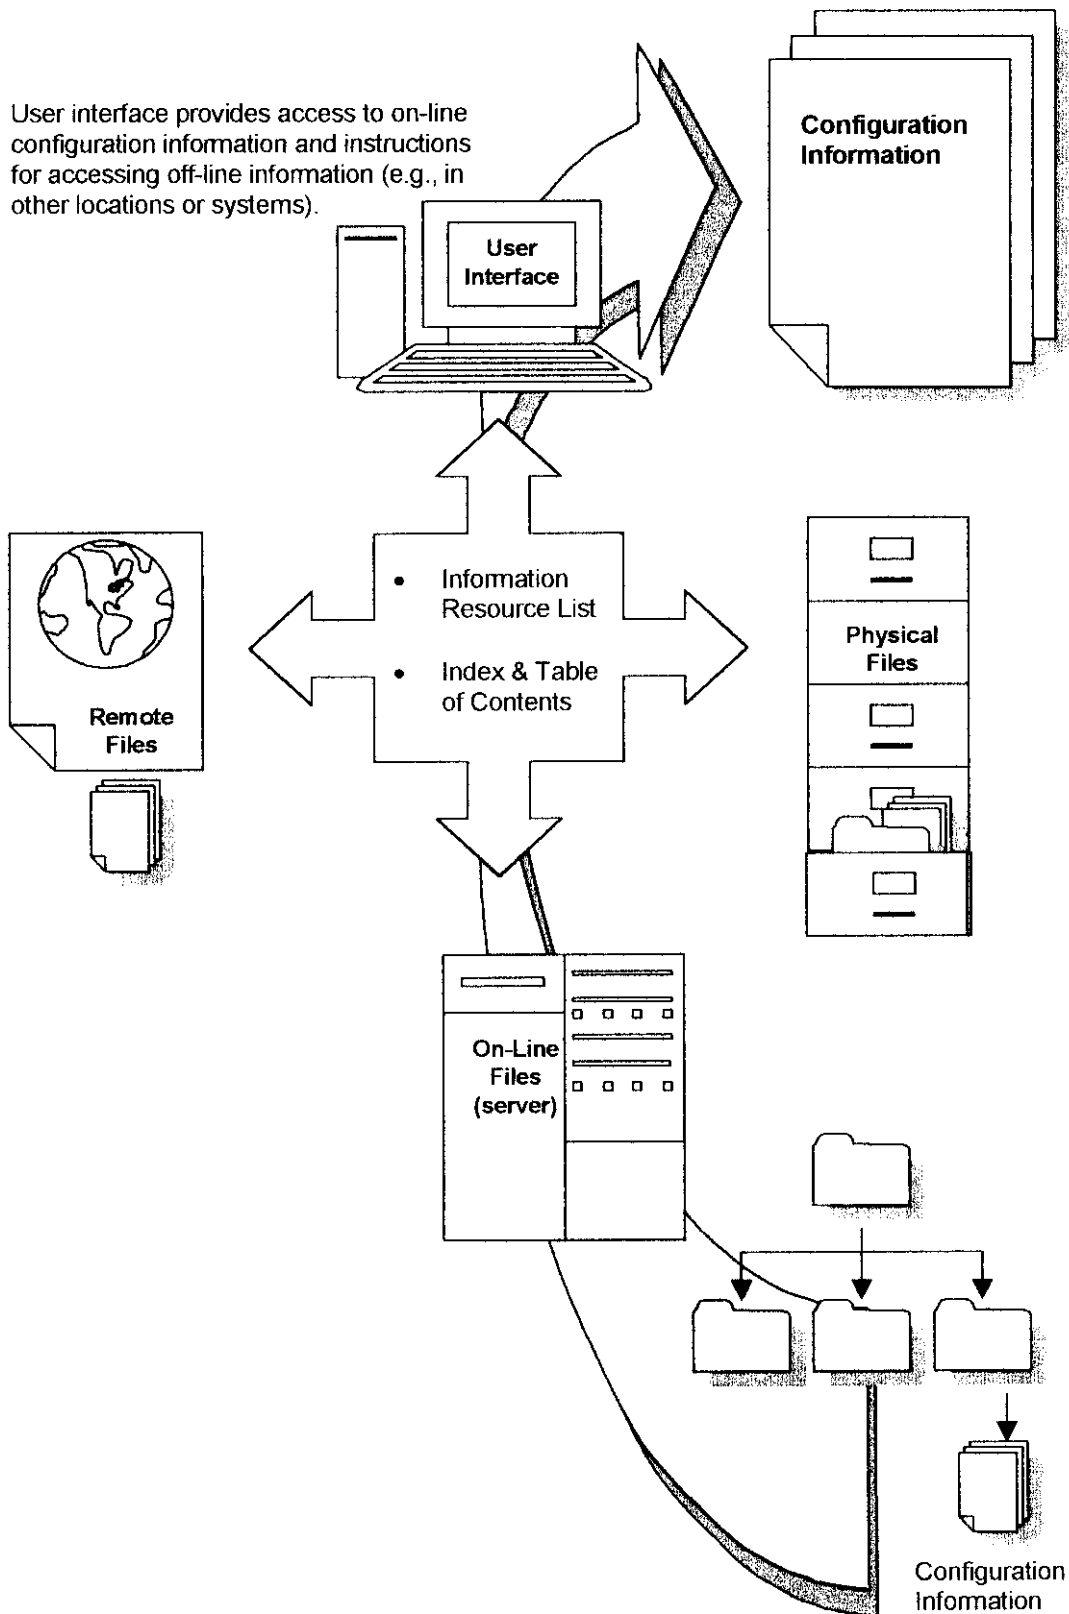 User interface provides access to on-line
configuration information and instructions
for accessing off-line information (e.g., in
other locations or systems).
Configuration
Information
User
Interface
• Information
Resource List
• Index & Table
of Contents
Remote
Files
Physical
Files
On-Line
Files
(server)
Configuration
Information